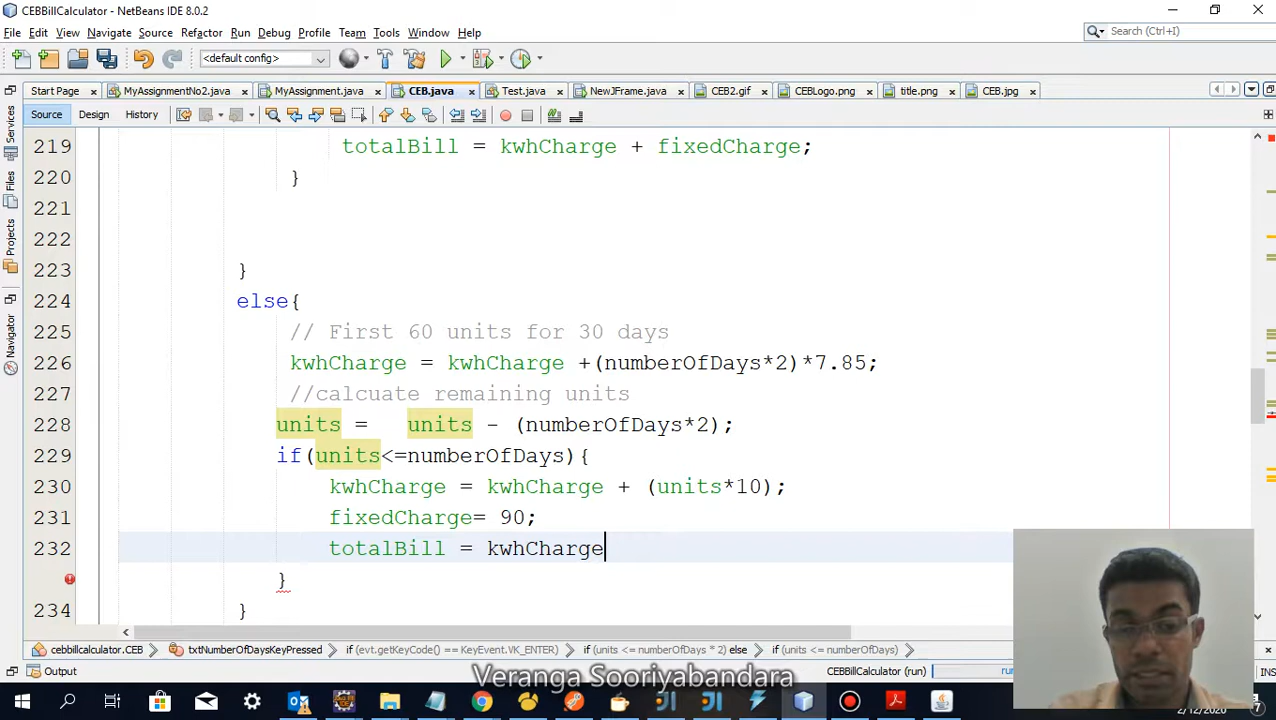 CEBBillCalculator - NetBeans IDE 8.0.2
File Edit View Navigate Source Refactor Run Debug Profile Team Tools Window Help
Search (Ctrl+I)
<default config>
Start Page MyAssignmentNo2.java MyAssignment.java CEB.java Test.java NewJFrame.java CEB2.gif CEBLogo.png title.png CEB.jpg
Source Design History
Services
Files
Projects
Navigator
219 totalBill = kwhCharge + fixedCharge;
220 }
221
222
223 }
224 else{
225 // First 60 units for 30 days
226 kwhCharge = kwhCharge +(numberOfDays*2)*7.85;
227 //calcuate remaining units
228 units = units - (numberOfDays*2);
229 if(units<=numberOfDays){
230 kwhCharge = kwhCharge + (units*10);
231 fixedCharge= 90;
232 totalBill = kwhCharge
}
234 }
cebbillcalculator.CEB txtNumberOfDaysKeyPressed if (evt.getKeyCode() == KeyEvent.VK_ENTER) if (units <= numberOfDays * 2) else if (units <= numberOfDays)
Output
CEBBillCalculator (run)
INS
Veranga Sooriyabandara
2/12/2020